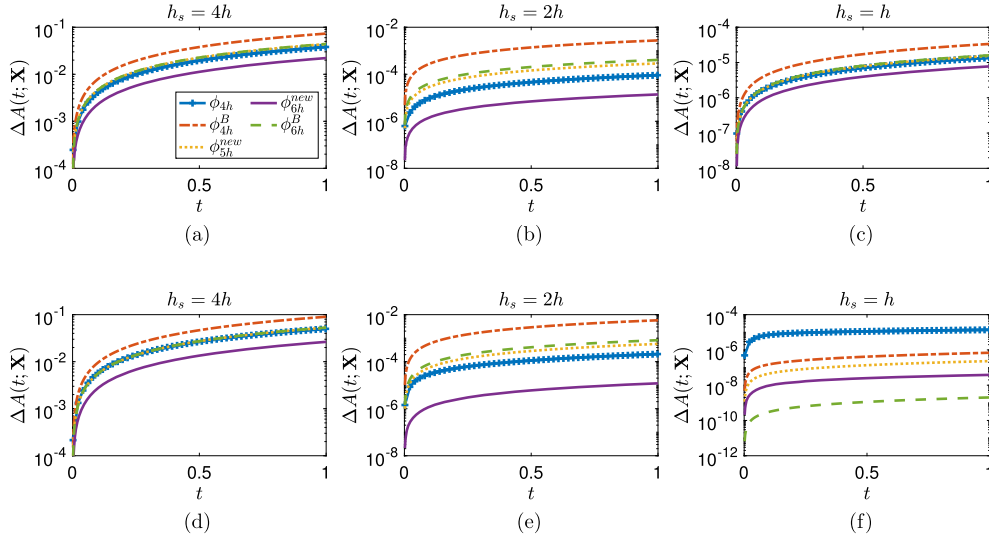 h_s = 4h
h_s = 2h
h_s = h
ΔA(t; X)
10^-1
10^-2
10^-3
10^-4
0
0.5
1
t
ϕ_4h
ϕ_4h^B
ϕ_5h^new
ϕ_6h^new
ϕ_6h^B
(a)
ΔA(t; X)
10^-2
10^-4
10^-6
10^-8
0
0.5
1
t
(b)
ΔA(t; X)
10^-4
10^-5
10^-6
10^-7
10^-8
0
0.5
1
t
(c)
h_s = 4h
h_s = 2h
h_s = h
ΔA(t; X)
10^-1
10^-2
10^-3
10^-4
0
0.5
1
t
(d)
ΔA(t; X)
10^-2
10^-4
10^-6
10^-8
0
0.5
1
t
(e)
ΔA(t; X)
10^-4
10^-6
10^-8
10^-10
10^-12
0
0.5
1
t
(f)